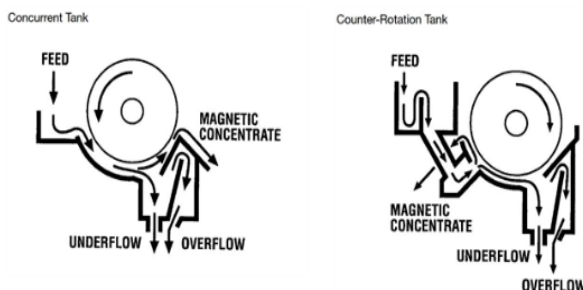 Concurrent Tank
FEED
MAGNETIC
CONCENTRATE
UNDERFLOW
OVERFLOW
Counter-Rotation Tank
FEED
MAGNETIC
CONCENTRATE
UNDERFLOW
OVERFLOW